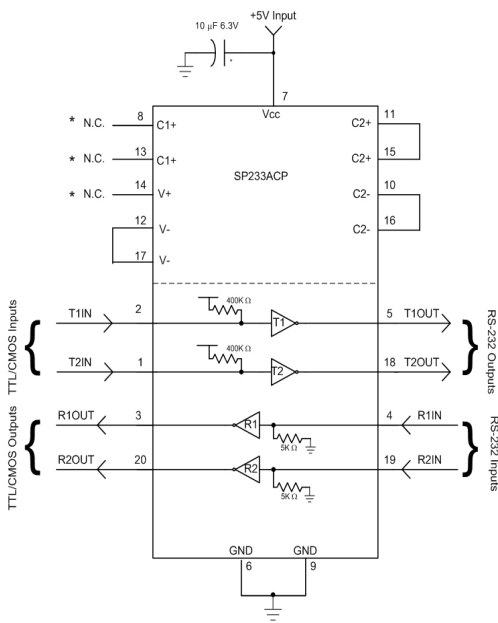 +5V Input
10 µF 6.3V
+
7
Vcc
* N.C. 8 C1+
C2+ 11
* N.C. 13 C1+
C2+ 15
SP233ACP
* N.C. 14 V+
C2- 10
12 V-
C2- 16
17 V-
TTL/CMOS Inputs
T1IN 2
400K Ω
T1
5 T1OUT
RS-232 Outputs
T2IN 1
400K Ω
T2
18 T2OUT
TTL/CMOS Outputs
R1OUT 3
R1
5K Ω
4 R1IN
RS-232 Inputs
R2OUT 20
R2
5K Ω
19 R2IN
GND GND
6 9